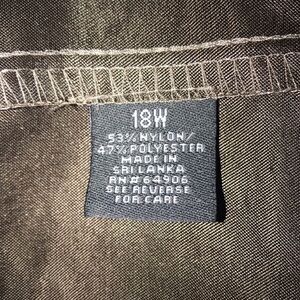 18W
53% NYLON/
47% POLYESTER
MADE IN
SRI LANKA
RN# 64906
SEE REVERSE
FOR CARE